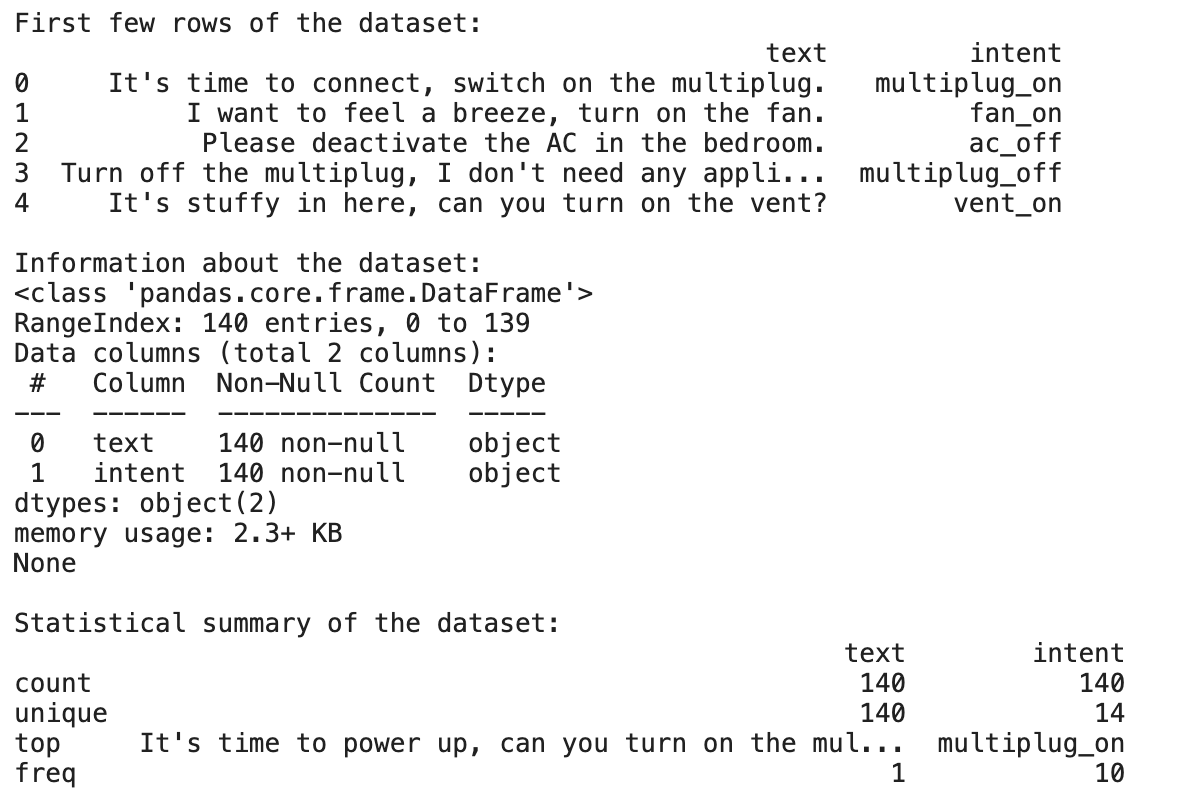 First few rows of the dataset:
text intent
0 It's time to connect, switch on the multiplug. multiplug_on
1 I want to feel a breeze, turn on the fan. fan_on
2 Please deactivate the AC in the bedroom. ac_off
3 Turn off the multiplug, I don't need any appli... multiplug_off
4 It's stuffy in here, can you turn on the vent? vent_on
Information about the dataset:
<class 'pandas.core.frame.DataFrame'>
RangeIndex: 140 entries, 0 to 139
Data columns (total 2 columns):
# Column Non-Null Count Dtype
--- ------ -------------- -----
0 text 140 non-null object
1 intent 140 non-null object
dtypes: object(2)
memory usage: 2.3+ KB
None
Statistical summary of the dataset:
text intent
count 140 140
unique 140 14
top It's time to power up, can you turn on the mul... multiplug_on
freq 1 10